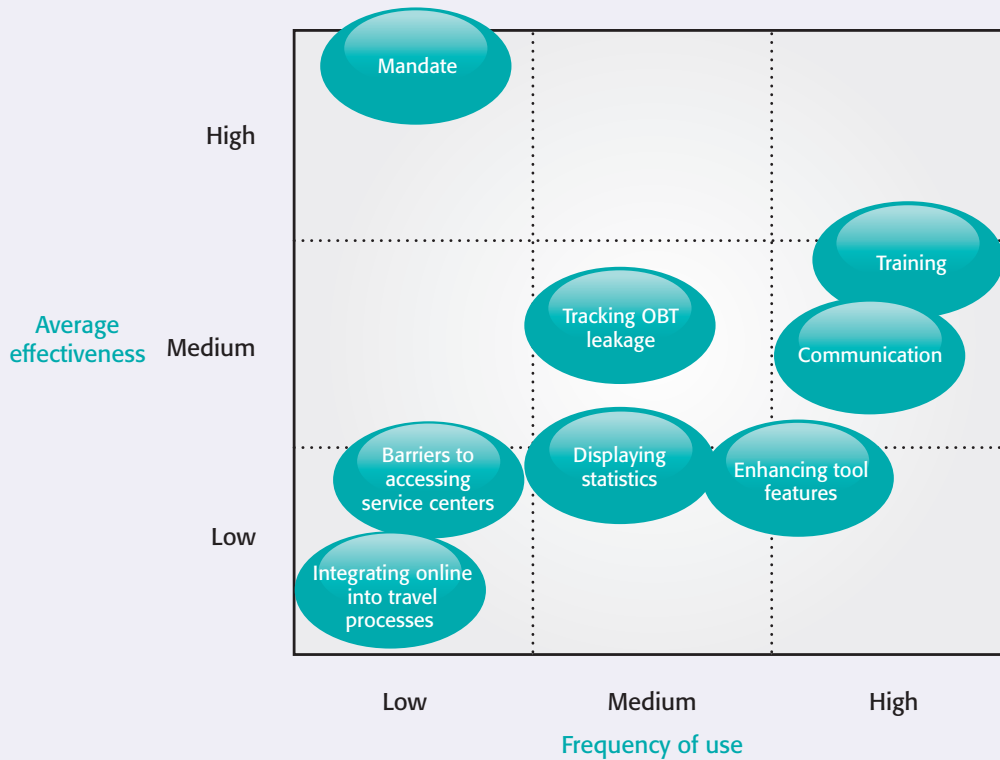 Mandate
High
Training
Tracking OBT
leakage
Average
effectiveness
Medium
Communication
Barriers to
accessing
service centers
Displaying
statistics
Enhancing tool
features
Low
Integrating online
into travel
processes
Low
Medium
High
Frequency of use